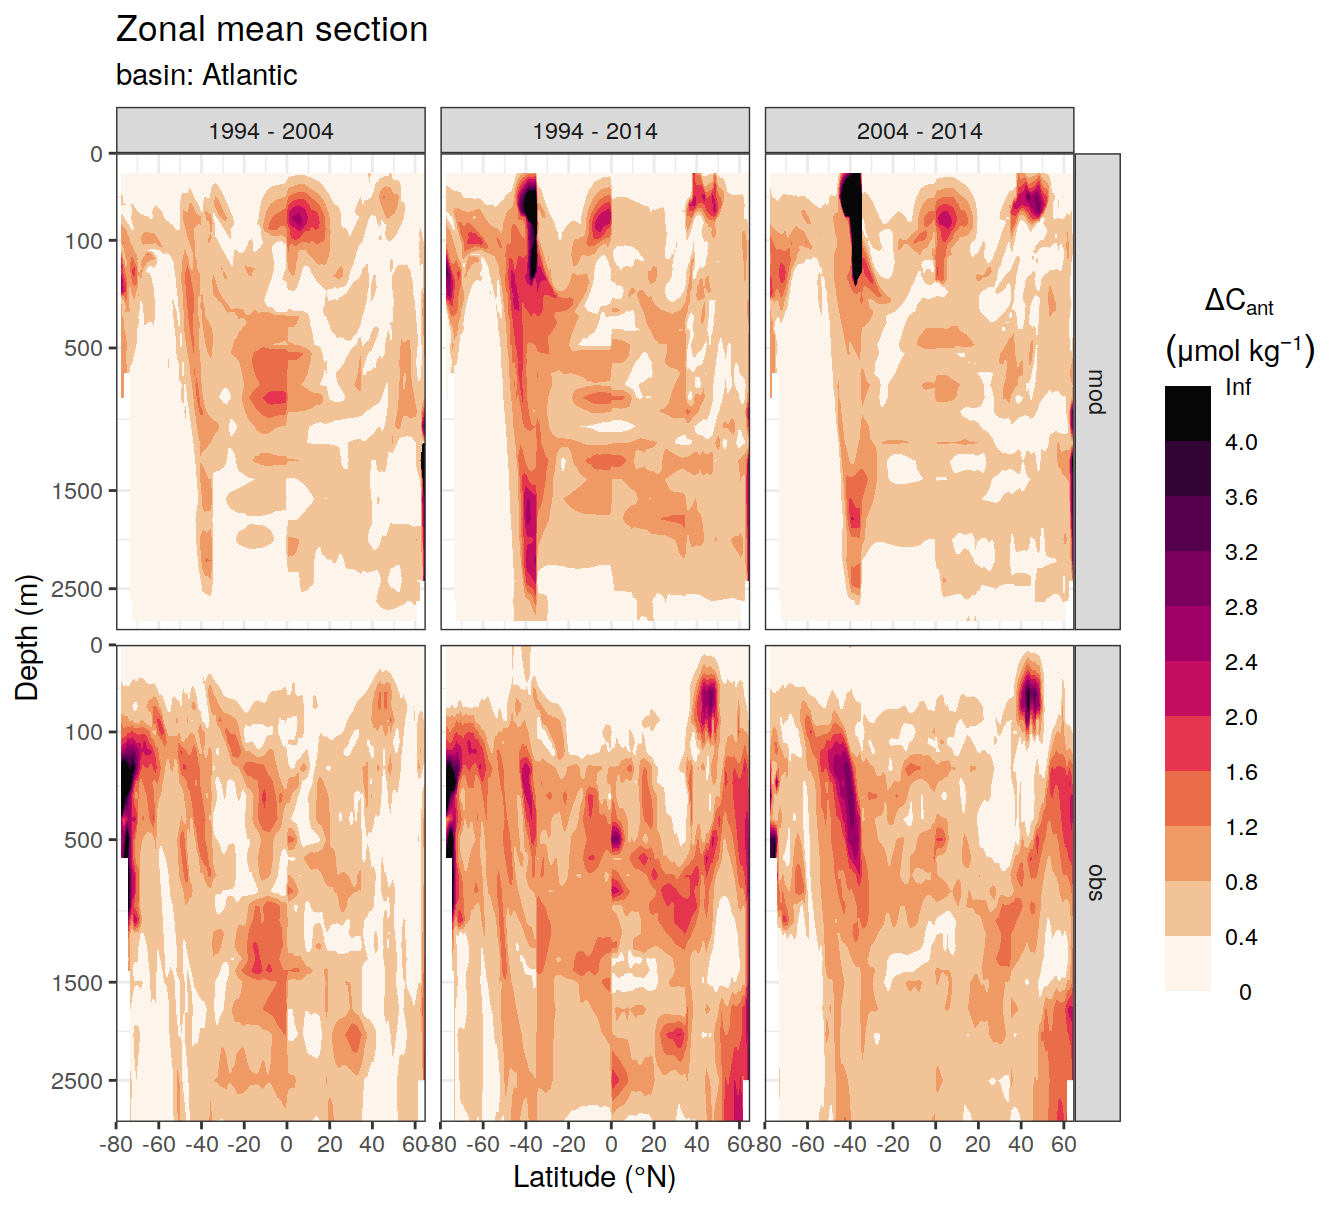 Zonal mean section
basin: Atlantic
1994 - 2004
1994 - 2014
2004 - 2014
0
100
500
1500
2500
mod
0
100
500
1500
2500
obs
Depth (m)
-80 -60 -40 -20 0 20 40 60
-80 -60 -40 -20 0 20 40 60
-80 -60 -40 -20 0 20 40 60
Latitude (°N)
ΔCant
(μmol kg⁻¹)
Inf
4.0
3.6
3.2
2.8
2.4
2.0
1.6
1.2
0.8
0.4
0